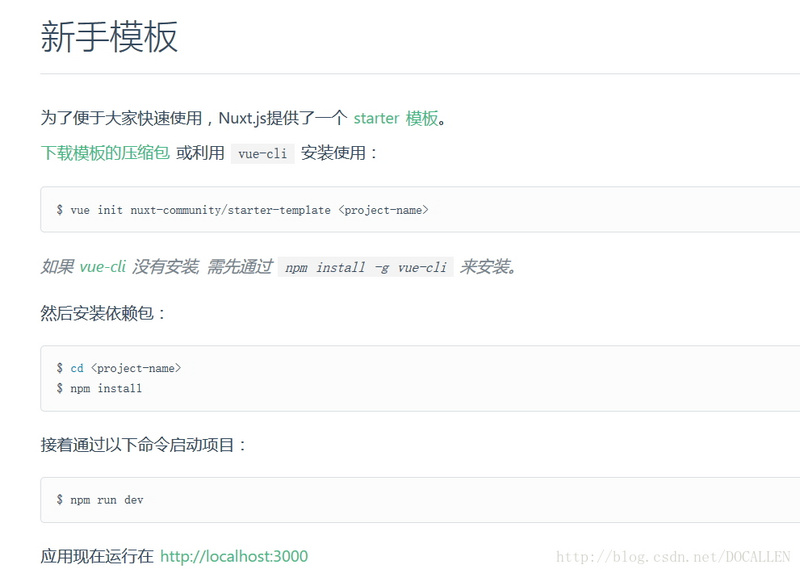 新手模板
为了便于大家快速使用，Nuxt.js提供了一个 starter 模板。
下载模板的压缩包 或利用 vue-cli 安装使用：
$ vue init nuxt-community/starter-template <project-name>
如果 vue-cli 没有安装, 需先通过 npm install -g vue-cli 来安装。
然后安装依赖包：
$ cd <project-name>
$ npm install
接着通过以下命令启动项目：
$ npm run dev
应用现在运行在 http://localhost:3000
http://blog.csdn.net/DOCALLEN